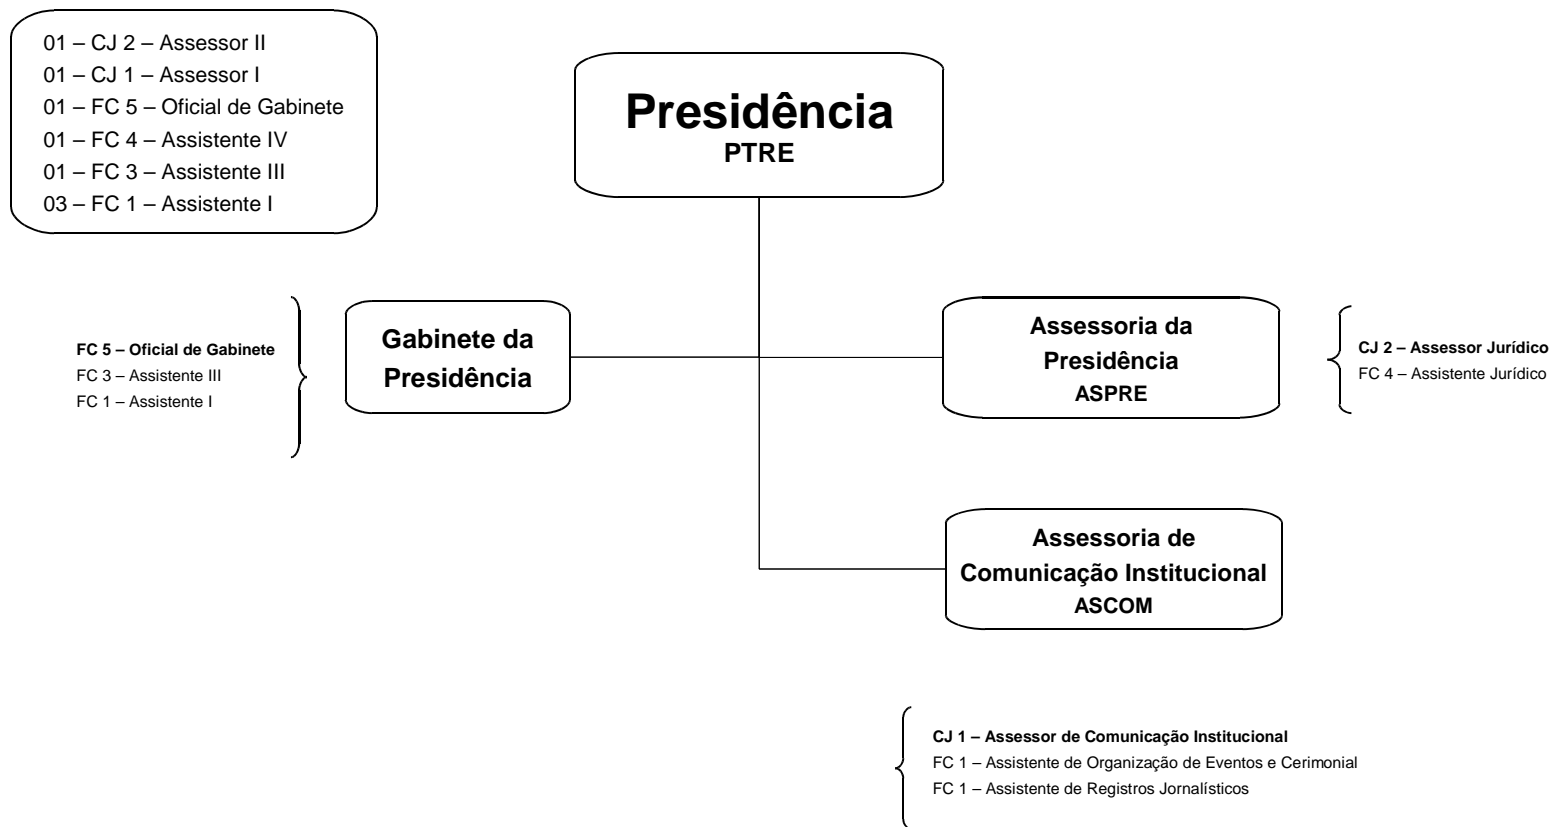 01 – CJ 2 – Assessor II
01 – CJ 1 – Assessor I
01 – FC 5 – Oficial de Gabinete
01 – FC 4 – Assistente IV
01 – FC 3 – Assistente III
03 – FC 1 – Assistente I
Presidência
PTRE
FC 5 – Oficial de Gabinete
FC 3 – Assistente III
FC 1 – Assistente I
Gabinete da
Presidência
Assessoria da
Presidência
ASPRE
CJ 2 – Assessor Jurídico
FC 4 – Assistente Jurídico
Assessoria de
Comunicação Institucional
ASCOM
CJ 1 – Assessor de Comunicação Institucional
FC 1 – Assistente de Organização de Eventos e Cerimonial
FC 1 – Assistente de Registros Jornalísticos